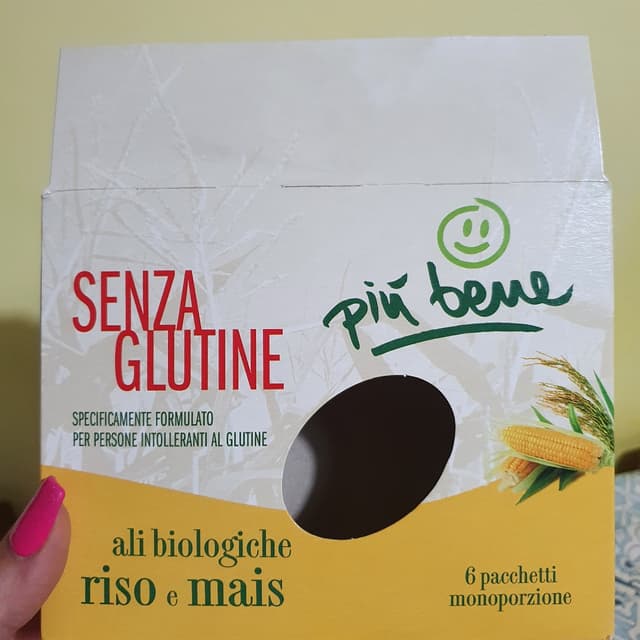 SENZA
GLUTINE
SPECIFICAMENTE FORMULATO
PER PERSONE INTOLLERANTI AL GLUTINE
più bene
ali biologiche
riso e mais
6 pacchetti
monoporzione